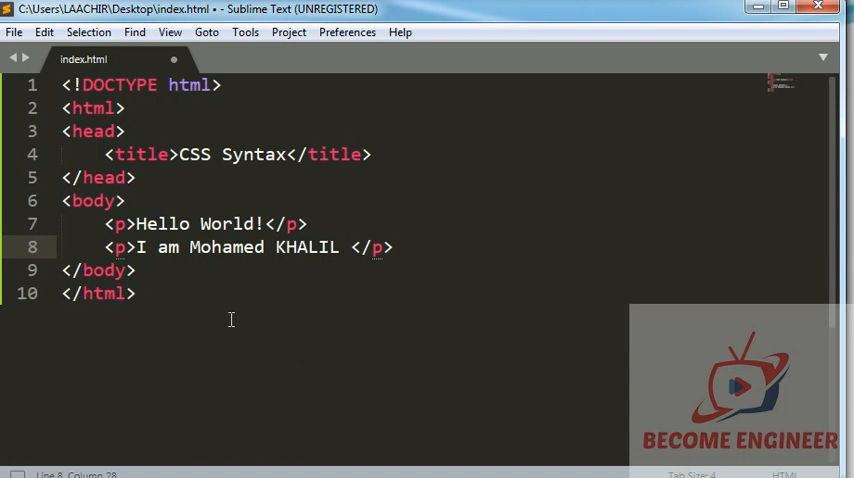 C:\Users\LAACHIR\Desktop\index.html • - Sublime Text (UNREGISTERED)
File Edit Selection Find View Goto Tools Project Preferences Help
index.html
1 <!DOCTYPE html>
2 <html>
3 <head>
4 <title>CSS Syntax</title>
5 </head>
6 <body>
7 <p>Hello World!</p>
8 <p>I am Mohamed KHALIL </p>
9 </body>
10 </html>
BECOME ENGINEER
Line 8, Column 28 Tab Size: 4 HTML